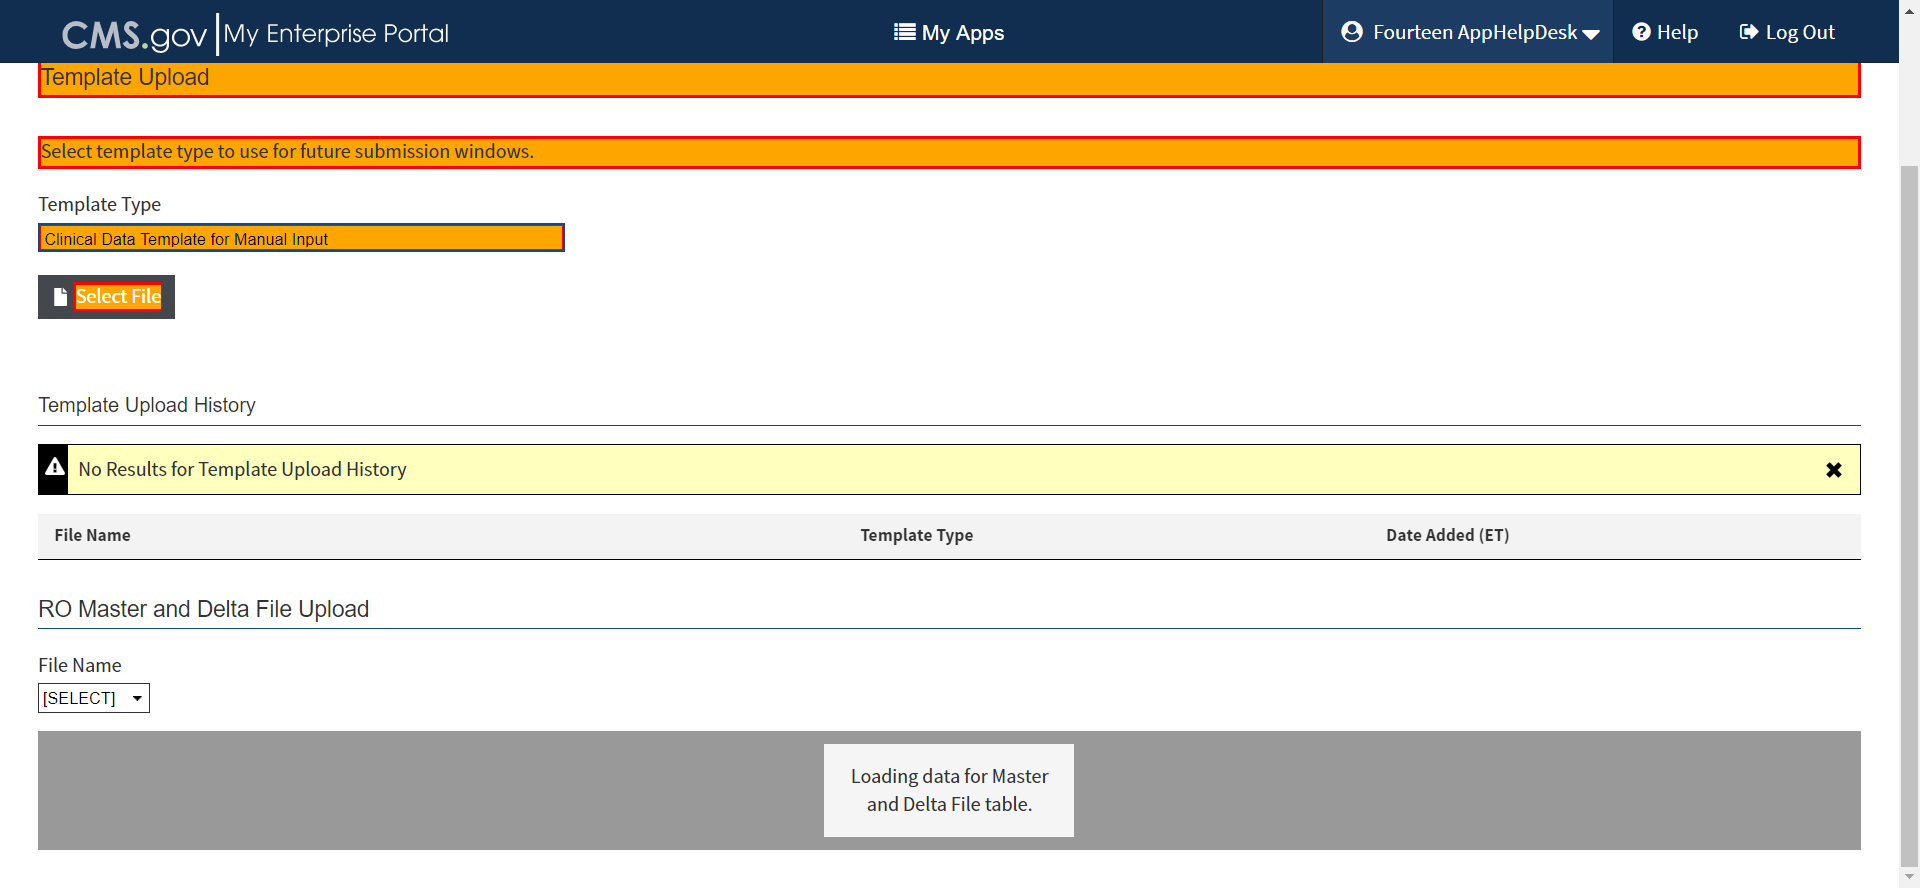 CMS.gov My Enterprise Portal
My Apps
Fourteen AppHelpDesk
Help
Log Out
Template Upload
Select template type to use for future submission windows.
Template Type
Clinical Data Template for Manual Input
Select File
Template Upload History
No Results for Template Upload History
File Name Template Type Date Added (ET)
RO Master and Delta File Upload
File Name
[SELECT]
Loading data for Master
and Delta File table.